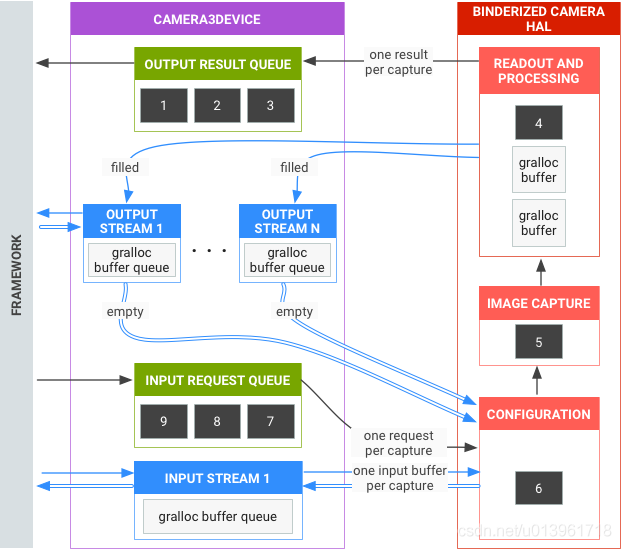 CAMERA3DEVICE
BINDERIZED CAMERA
HAL
FRAMEWORK
OUTPUT RESULT QUEUE
1
2
3
one result
per capture
READOUT AND
PROCESSING
4
gralloc
buffer
gralloc
buffer
filled
filled
OUTPUT
STREAM 1
gralloc
buffer queue
. . .
OUTPUT
STREAM N
gralloc
buffer queue
empty
empty
IMAGE CAPTURE
5
INPUT REQUEST QUEUE
9
8
7
one request
per capture
CONFIGURATION
6
INPUT STREAM 1
gralloc buffer queue
one input buffer
per capture
csdn.net/u013961718